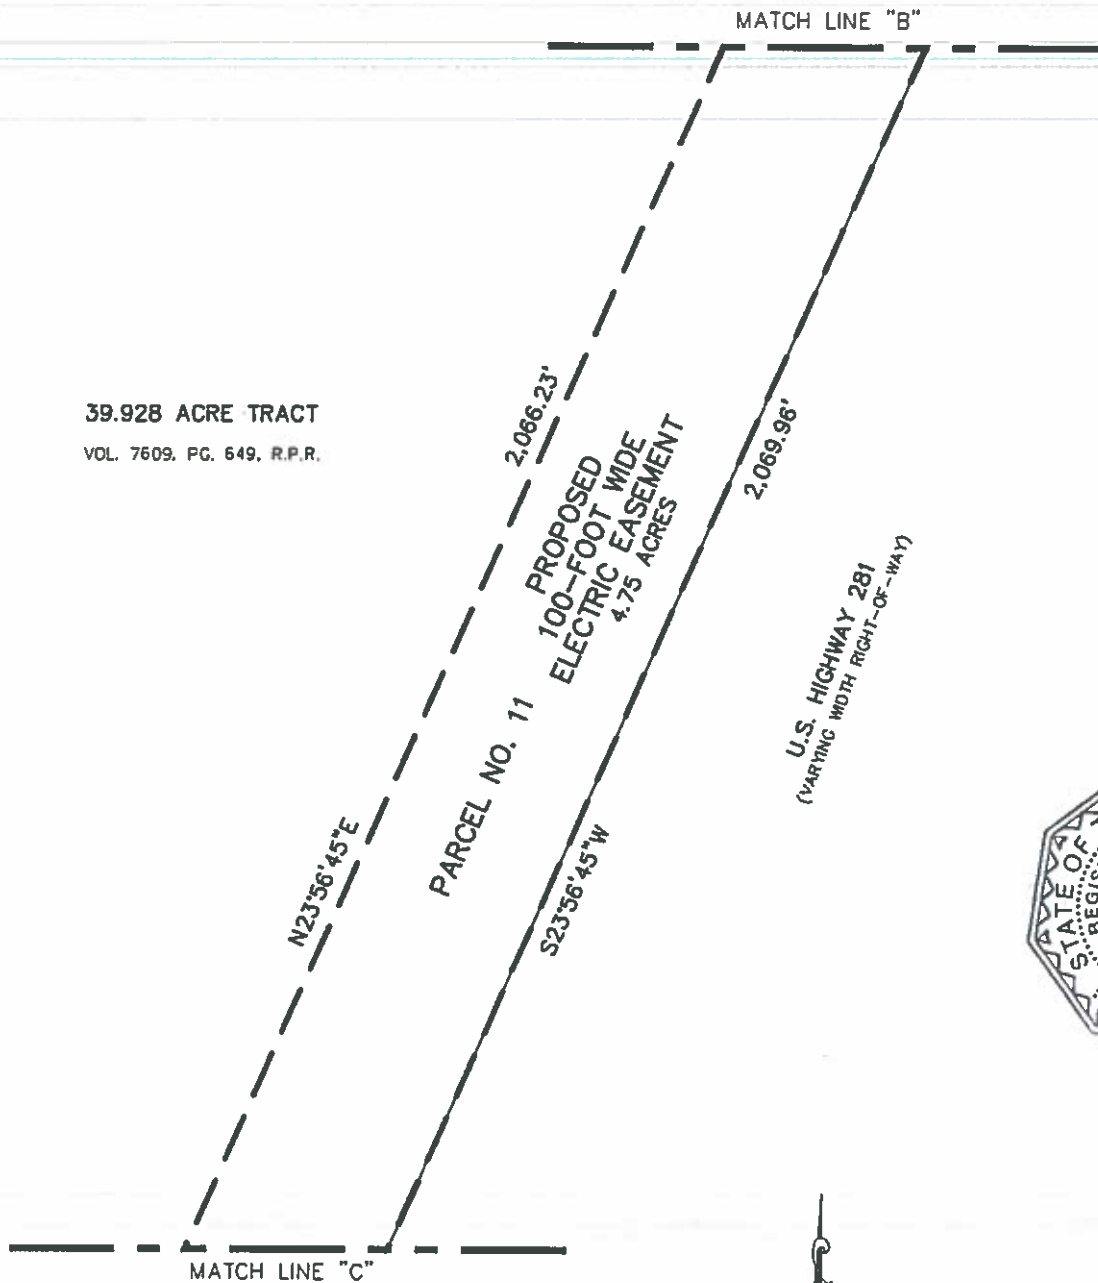 MATCH LINE "B"
39.928 ACRE TRACT
VOL. 7609, PG. 649, R.P.R.
2,066.23'
N23°56'45"E
PROPOSED
100-FOOT WIDE
ELECTRIC EASEMENT
4.75 ACRES
PARCEL NO. 11
2,069.96'
S23°56'45"W
U.S. HIGHWAY 281
(VARYING WIDTH RIGHT-OF-WAY)
STATE OF
MATCH LINE "C"